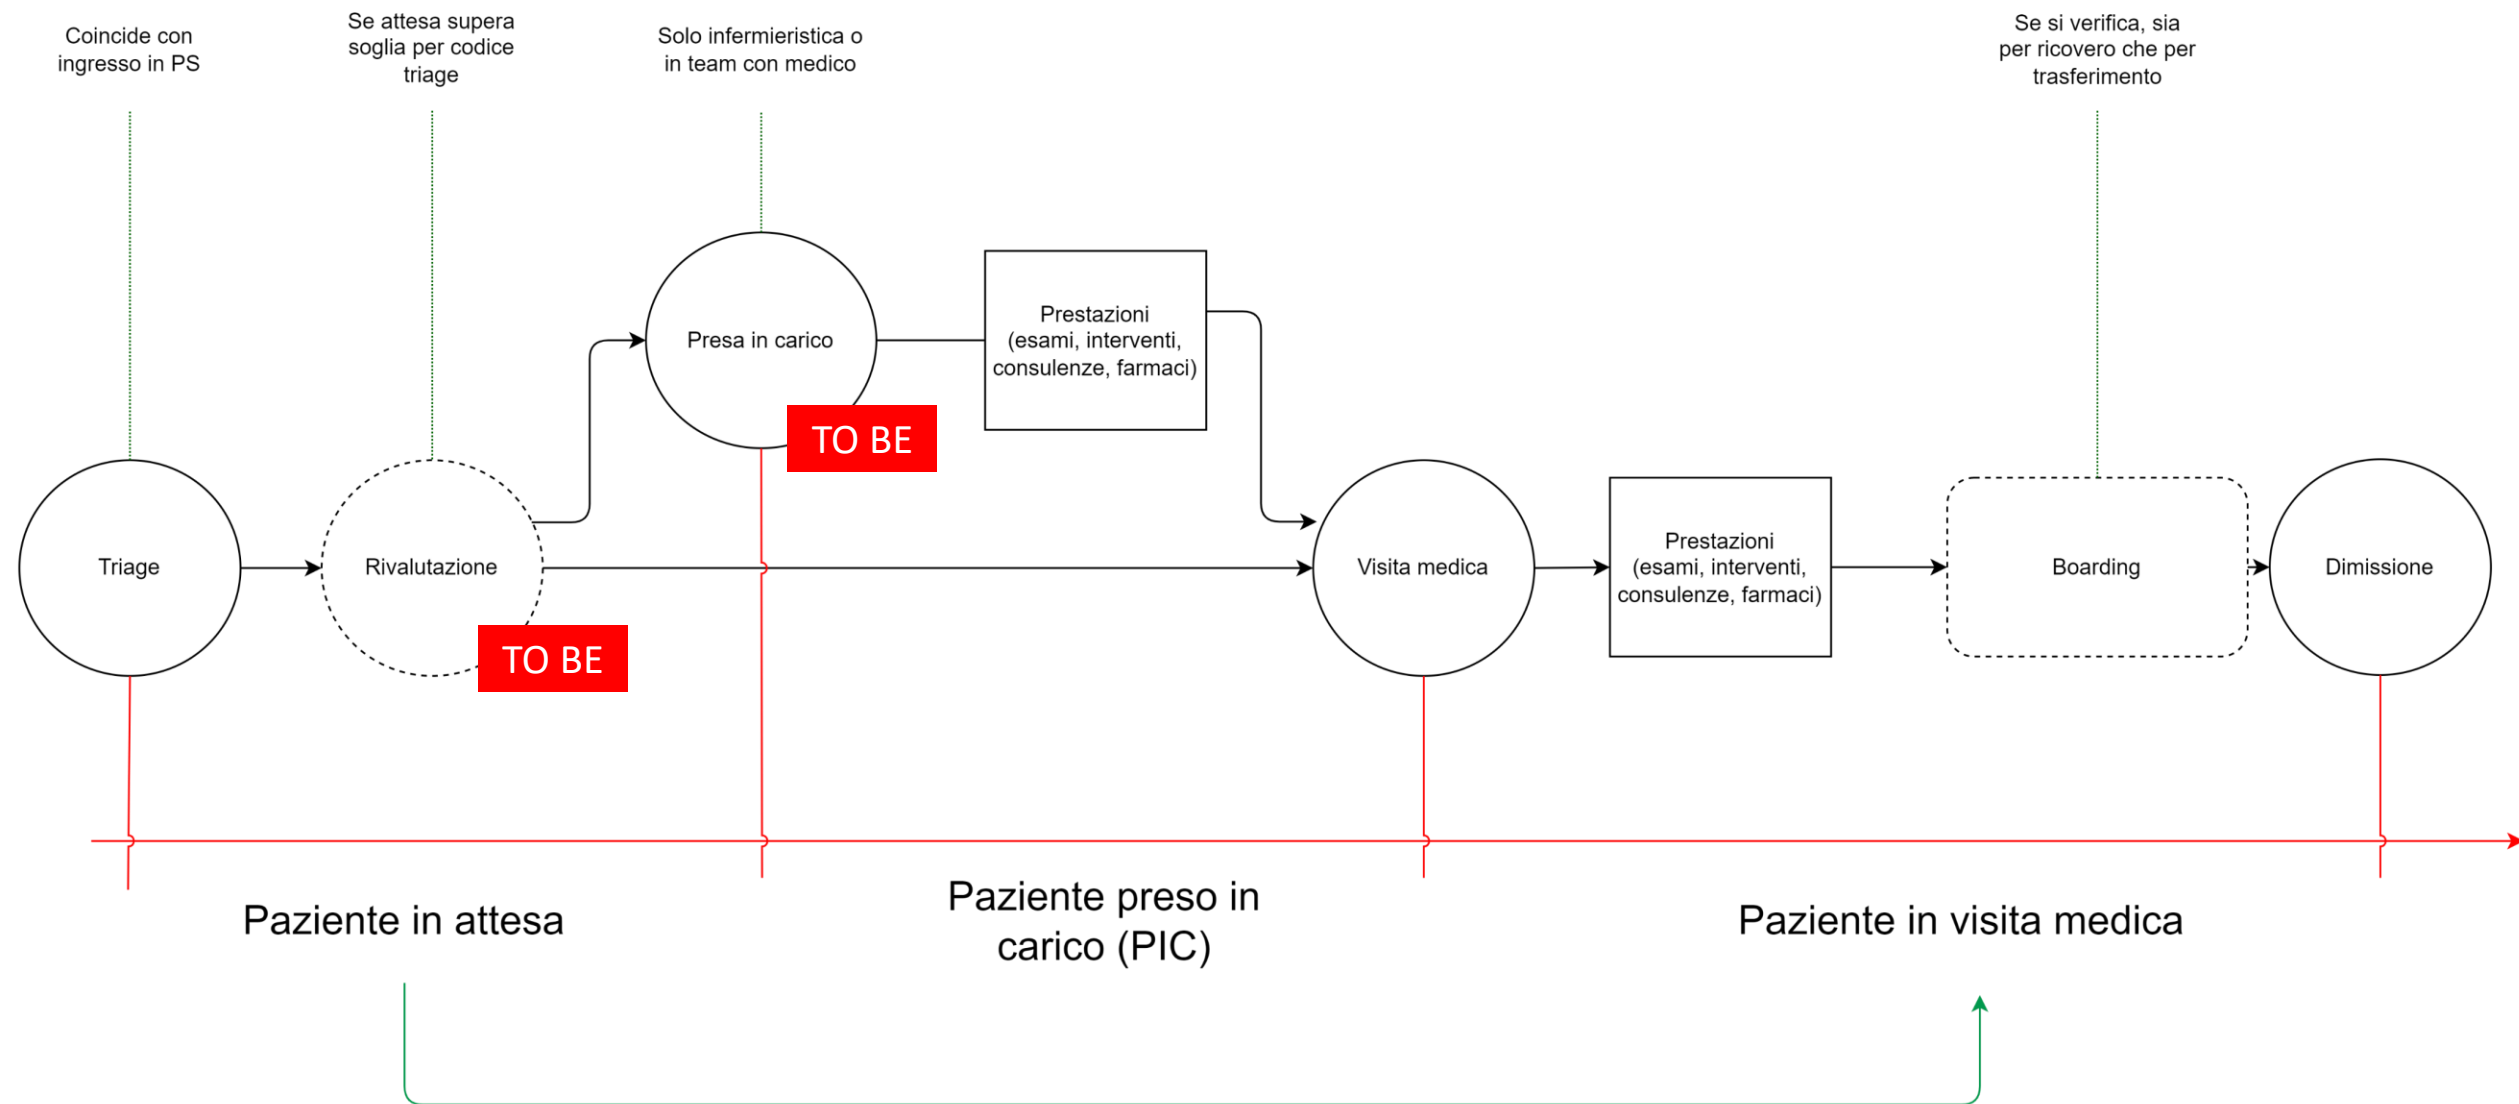 Coincide con
ingresso in PS
Se attesa supera
soglia per codice
triage
Solo infermieristica o
in team con medico
Se si verifica, sia
per ricovero che per
trasferimento
Presa in carico
Prestazioni
(esami, interventi,
consulenze, farmaci)
TO BE
Triage
Rivalutazione
TO BE
Visita medica
Prestazioni
(esami, interventi,
consulenze, farmaci)
Boarding
Dimissione
Paziente in attesa
Paziente preso in
carico (PIC)
Paziente in visita medica